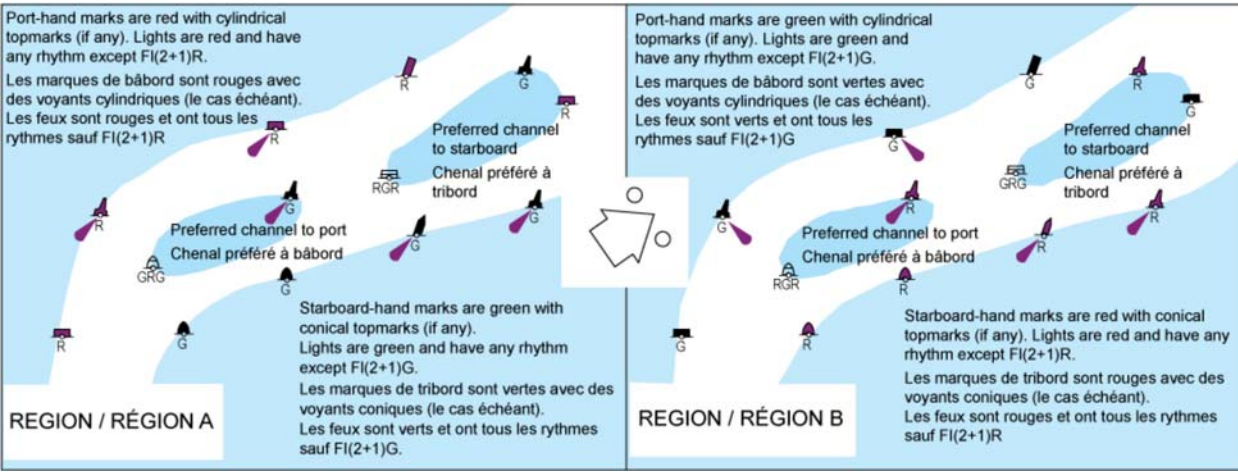 Port-hand marks are red with cylindrical
topmarks (if any). Lights are red and have
any rhythm except Fl(2+1)R.
Les marques de bâbord sont rouges avec
des voyants cylindriques (le cas échéant).
Les feux sont rouges et ont tous les
rythmes sauf Fl(2+1)R
R
G
R
R
Preferred channel
to starboard
RGR
Chenal préféré à
tribord
R
G
G
Preferred channel to port
G
Chenal préféré à bâbord
GRG
G
R
G
Starboard-hand marks are green with
conical topmarks (if any).
Lights are green and have any rhythm
except Fl(2+1)G.
Les marques de tribord sont vertes avec des
voyants coniques (le cas échéant).
Les feux sont verts et ont tous les rythmes
sauf Fl(2+1)G.
REGION / RÉGION A
Port-hand marks are green with cylindrical
topmarks (if any). Lights are green and
have any rhythm except Fl(2+1)G.
Les marques de bâbord sont vertes avec
des voyants cylindriques (le cas échéant).
Les feux sont verts et ont tous les
rythmes sauf Fl(2+1)G
G
R
G
G
Preferred channel
to starboard
GRG
Chenal préféré à
tribord
G
R
R
Preferred channel to port
R
Chenal préféré à bâbord
RGR
R
G
R
Starboard-hand marks are red with conical
topmarks (if any). Lights are red and have any
rhythm except Fl(2+1)R.
Les marques de tribord sont rouges avec des
voyants coniques (le cas échéant).
Les feux sont rouges et ont tous les rythmes
sauf Fl(2+1)R
REGION / RÉGION B